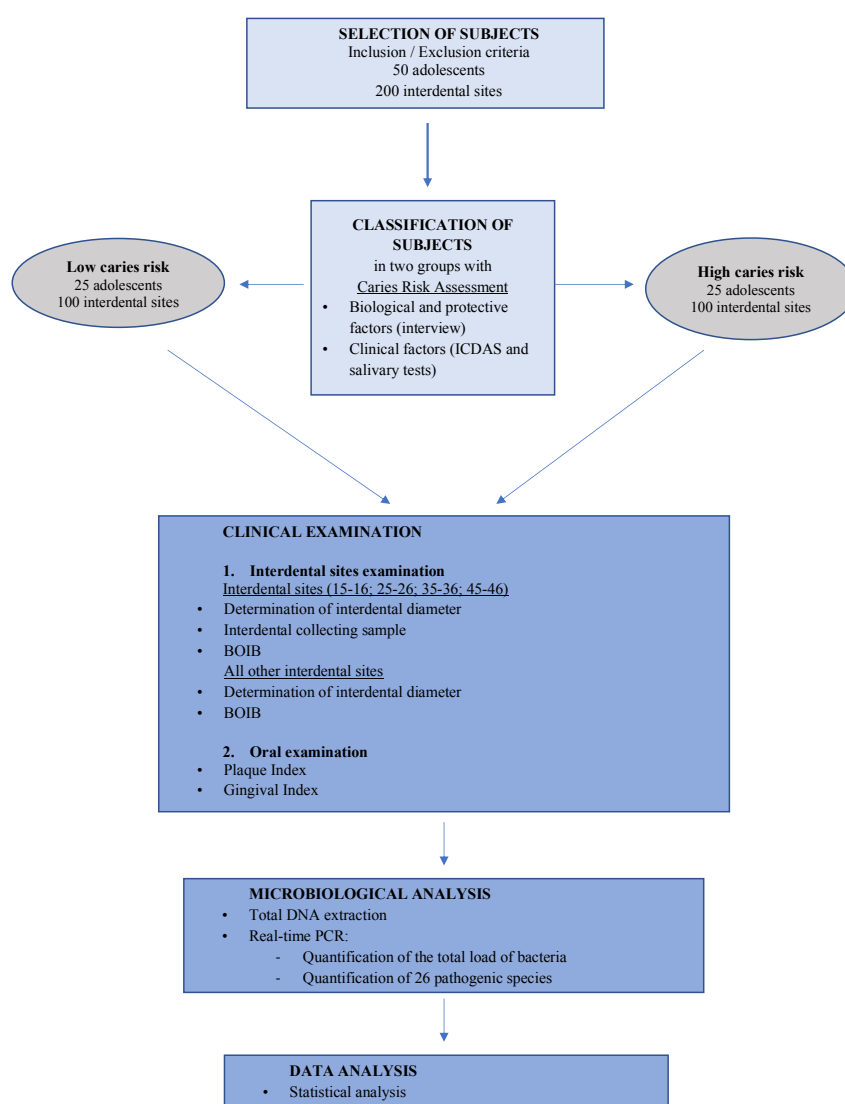 SELECTION OF SUBJECTS
Inclusion / Exclusion criteria
50 adolescents
200 interdental sites
CLASSIFICATION OF
SUBJECTS
in two groups with
Caries Risk Assessment
• Biological and protective
factors (interview)
• Clinical factors (ICDAS and
salivary tests)
Low caries risk
25 adolescents
100 interdental sites
High caries risk
25 adolescents
100 interdental sites
CLINICAL EXAMINATION
1. Interdental sites examination
Interdental sites (15-16; 25-26; 35-36; 45-46)
• Determination of interdental diameter
• Interdental collecting sample
• BOIB
All other interdental sites
• Determination of interdental diameter
• BOIB
2. Oral examination
• Plaque Index
• Gingival Index
MICROBIOLOGICAL ANALYSIS
• Total DNA extraction
• Real-time PCR:
- Quantification of the total load of bacteria
- Quantification of 26 pathogenic species
DATA ANALYSIS
• Statistical analysis